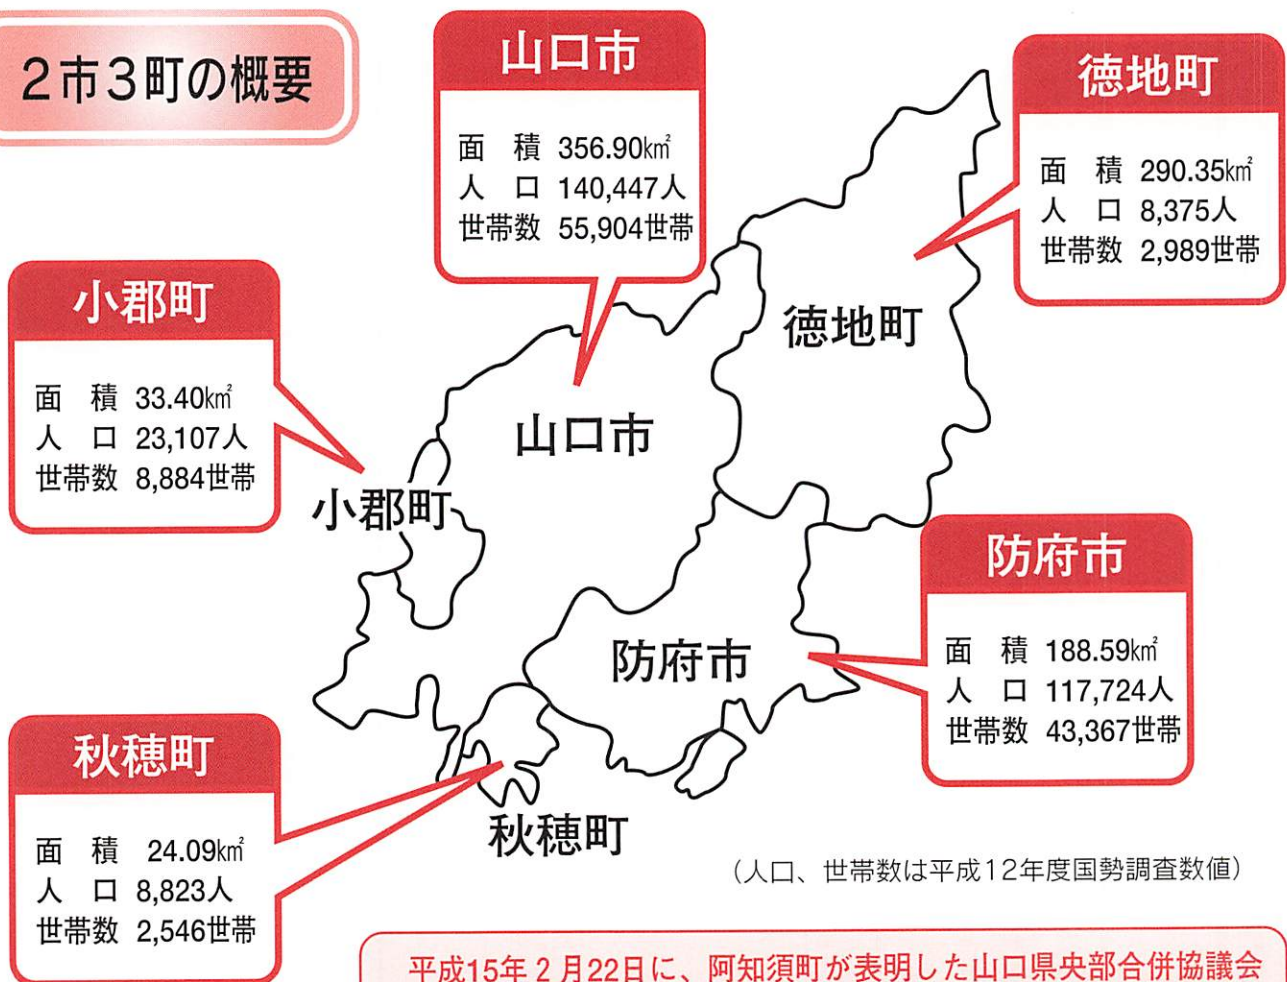 2市3町の概要
山口市
面　積 356.90㎢
人　口 140,447人
世帯数 55,904世帯
徳地町
面　積 290.35㎢
人　口 8,375人
世帯数 2,989世帯
小郡町
面　積 33.40㎢
人　口 23,107人
世帯数 8,884世帯
徳地町
山口市
小郡町
防府市
面　積 188.59㎢
人　口 117,724人
世帯数 43,367世帯
防府市
秋穂町
面　積 24.09㎢
人　口 8,823人
世帯数 2,546世帯
秋穂町
（人口、世帯数は平成12年度国勢調査数値）
平成15年２月22日に、阿知須町が表明した山口県央部合併協議会